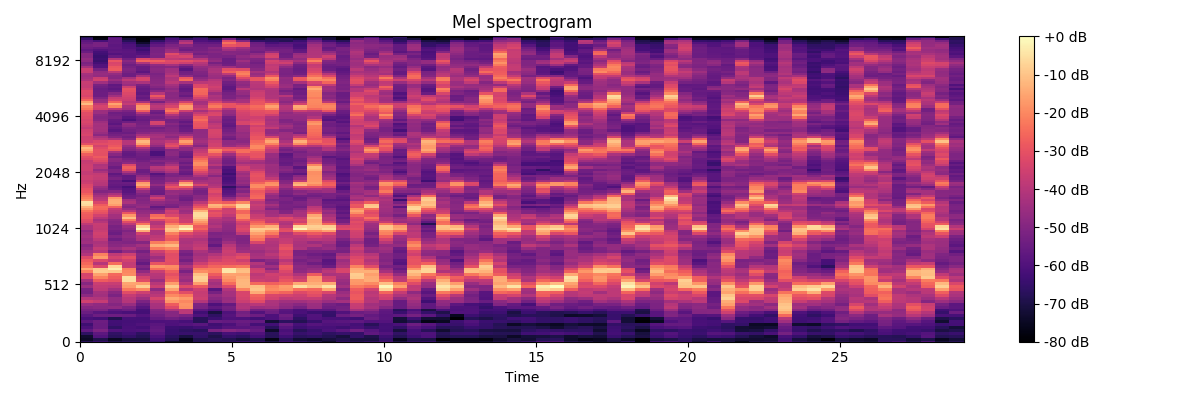 Mel spectrogram
Hz
8192
4096
2048
1024
512
0
0 5 10 15 20 25
Time
+0 dB
-10 dB
-20 dB
-30 dB
-40 dB
-50 dB
-60 dB
-70 dB
-80 dB